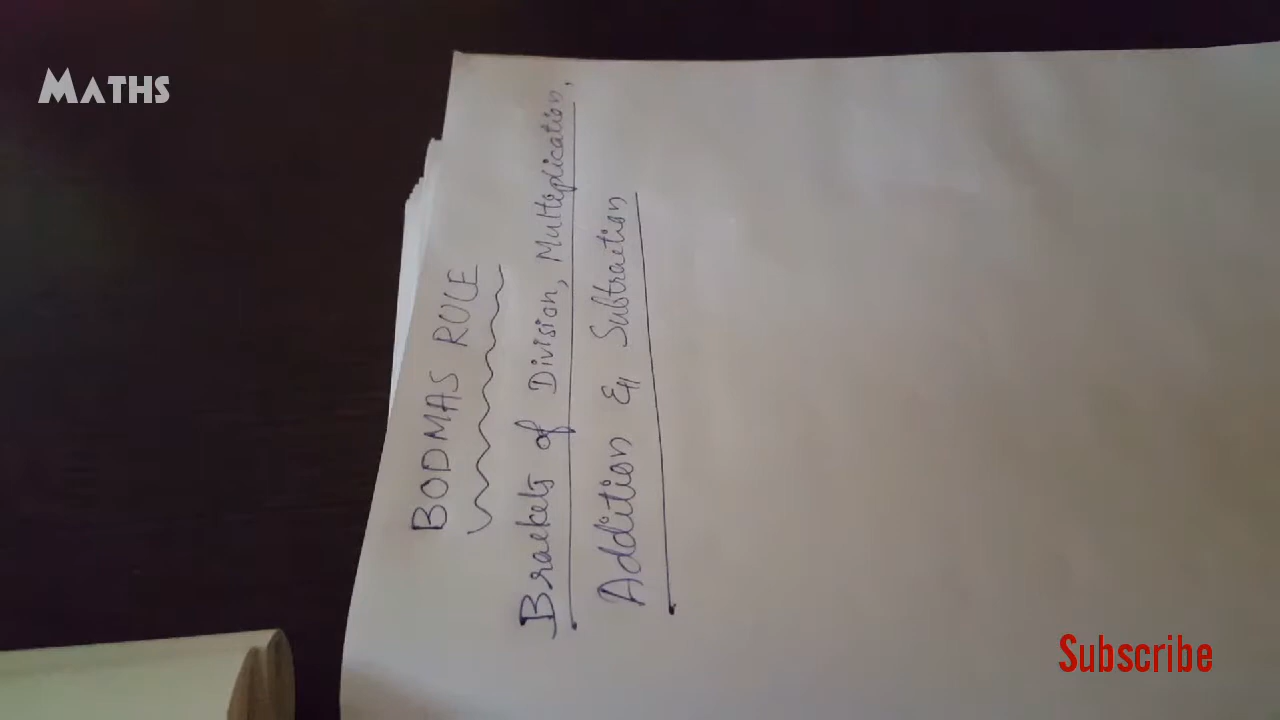 MATHS
BODMAS RULE
Brackets of Division, Multiplication,
Addition & Subtraction
Subscribe